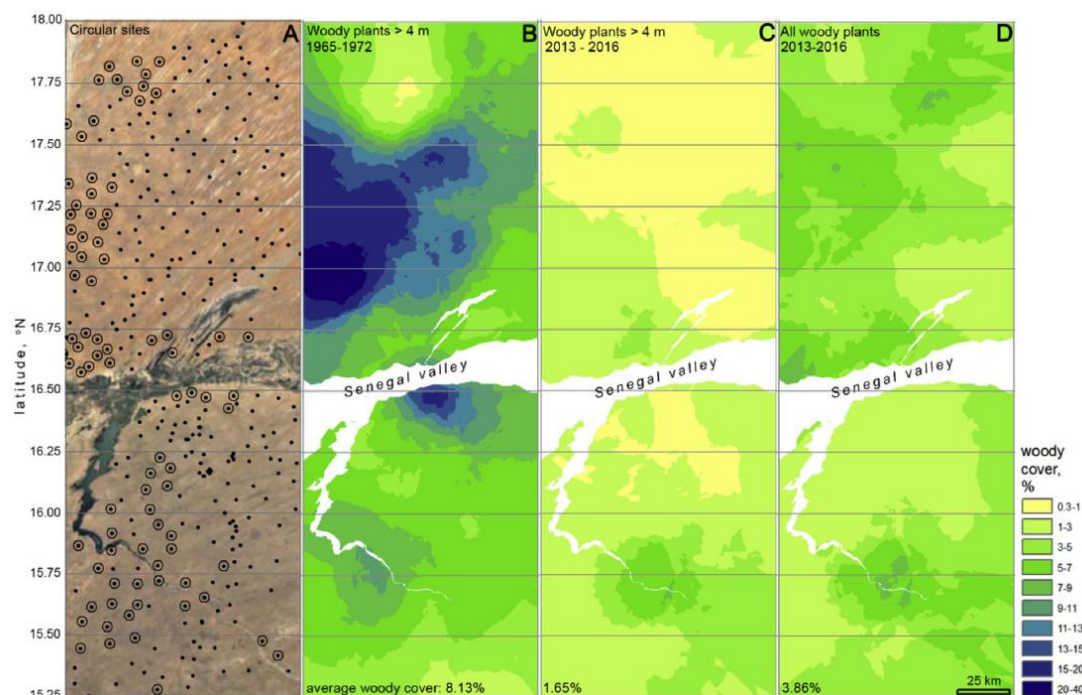 18.00
17.75
17.50
17.25
17.00
16.75
16.50
16.25
16.00
15.75
15.50
15.25
latitude, °N
Circular sites
A
Woody plants > 4 m
1965-1972
B
Senegal valley
average woody cover: 8.13%
Woody plants > 4 m
2013 - 2016
C
Senegal valley
1.65%
All woody plants
2013-2016
D
Senegal valley
3.86%
25 km
woody
cover,
%
0.3-1
1-3
3-5
5-7
7-9
9-11
11-13
13-15
15-20
20-40